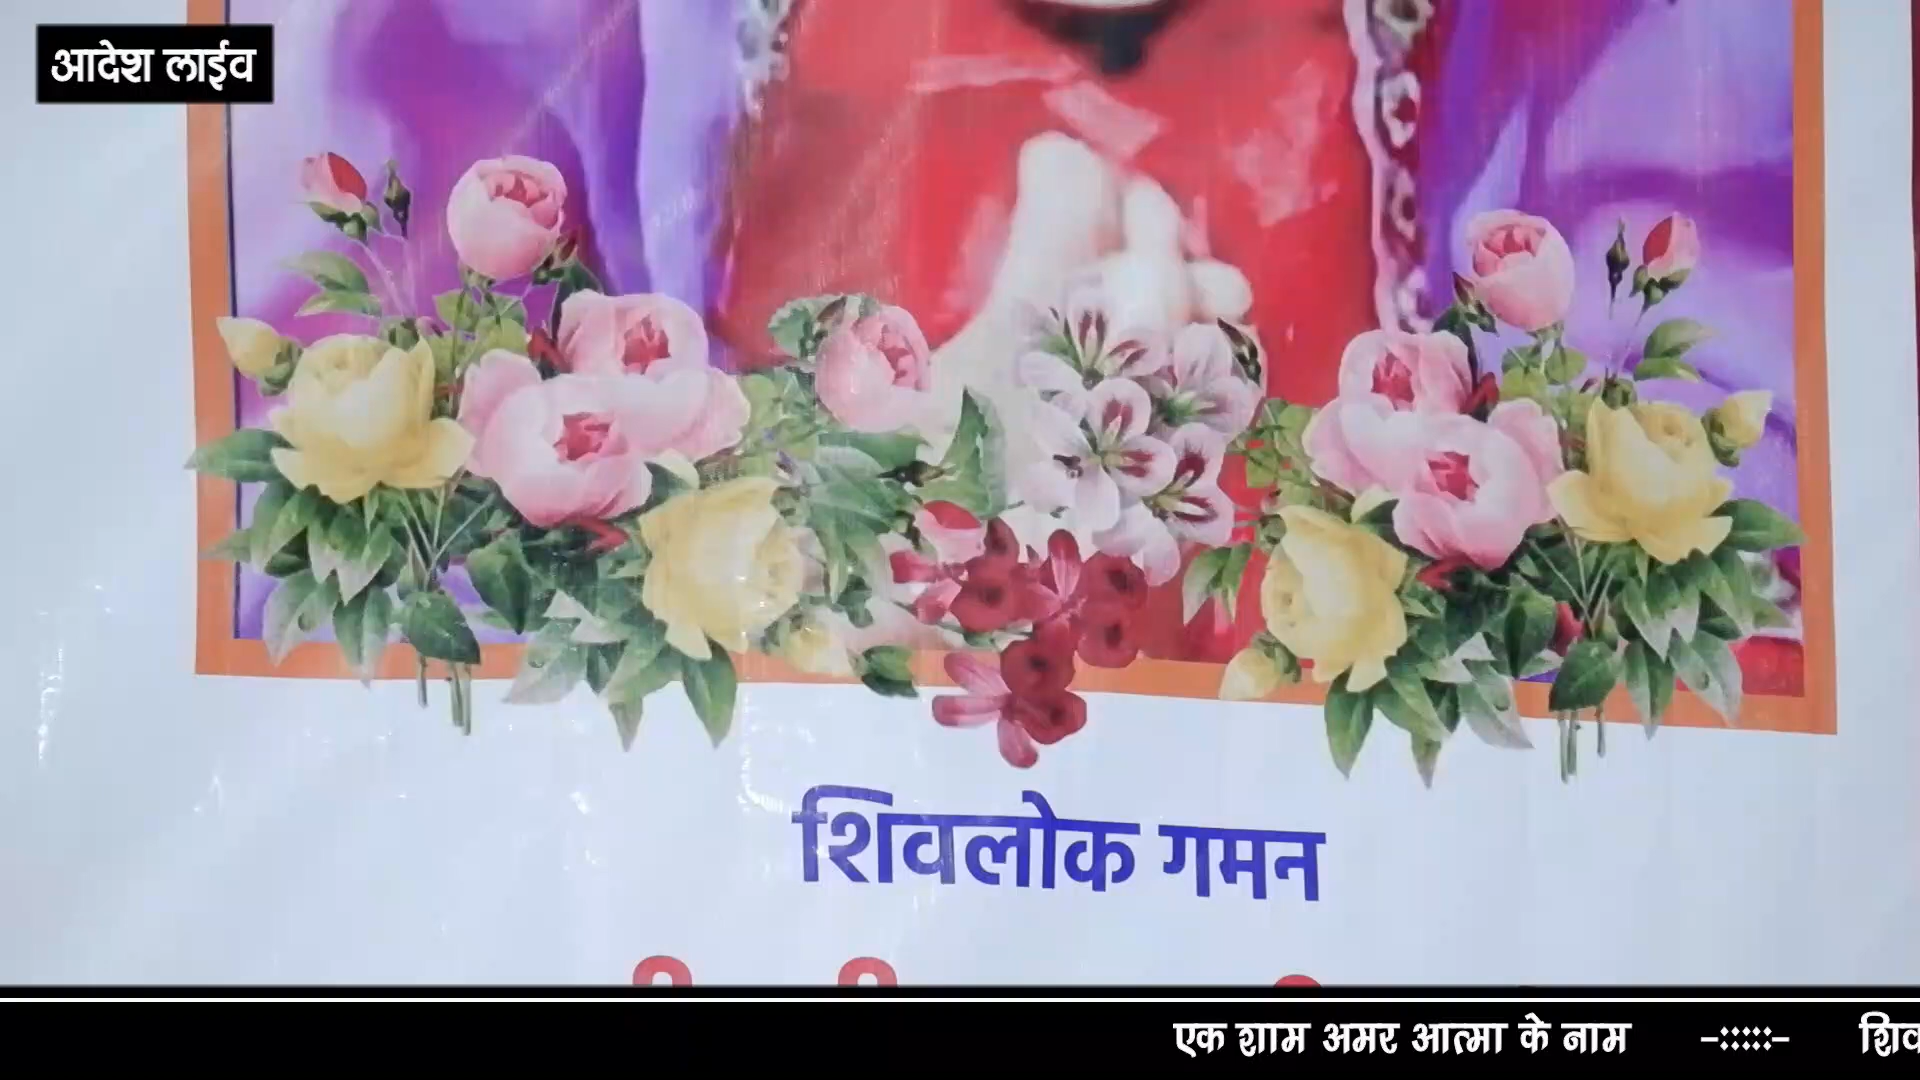 आदेश लाईव
शिवलोक गमन
एक शाम अमर आत्मा के नाम -:::::- शिव